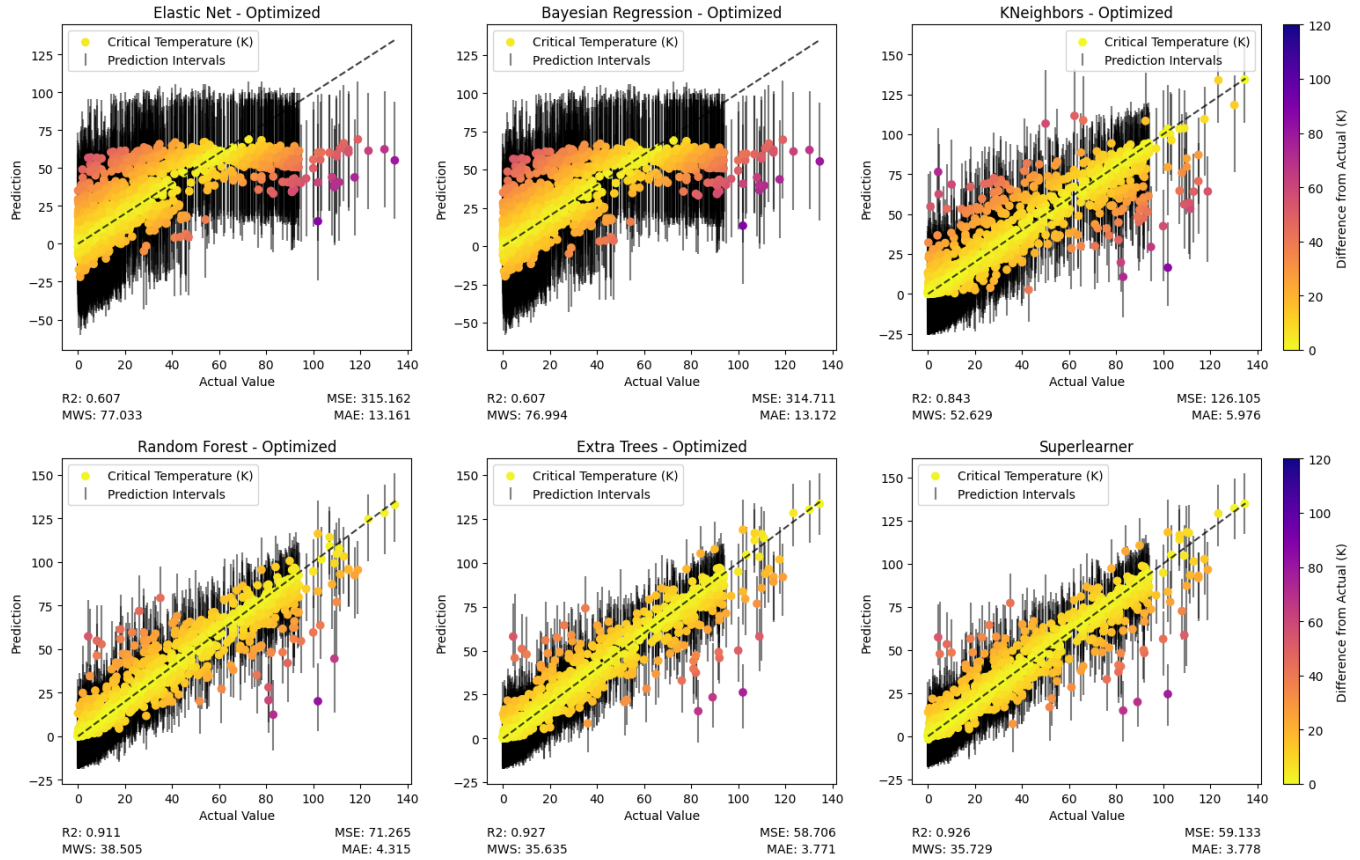 Elastic Net - Optimized
Critical Temperature (K)
Prediction Intervals
Prediction
125
100
75
50
25
0
−25
−50
0 20 40 60 80 100 120 140
Actual Value
R2: 0.607 MSE: 315.162
MWS: 77.033 MAE: 13.161
Bayesian Regression - Optimized
Critical Temperature (K)
Prediction Intervals
Prediction
125
100
75
50
25
0
−25
−50
0 20 40 60 80 100 120 140
Actual Value
R2: 0.607 MSE: 314.711
MWS: 76.994 MAE: 13.172
KNeighbors - Optimized
Critical Temperature (K)
Prediction Intervals
Prediction
150
125
100
75
50
25
0
−25
0 20 40 60 80 100 120 140
Actual Value
R2: 0.843 MSE: 126.105
MWS: 52.629 MAE: 5.976
120
100
80
60
40
20
0
Difference from Actual (K)
Random Forest - Optimized
Critical Temperature (K)
Prediction Intervals
Prediction
150
125
100
75
50
25
0
−25
0 20 40 60 80 100 120 140
Actual Value
R2: 0.911 MSE: 71.265
MWS: 38.505 MAE: 4.315
Extra Trees - Optimized
Critical Temperature (K)
Prediction Intervals
Prediction
150
125
100
75
50
25
0
−25
0 20 40 60 80 100 120 140
Actual Value
R2: 0.927 MSE: 58.706
MWS: 35.635 MAE: 3.771
Superlearner
Critical Temperature (K)
Prediction Intervals
Prediction
150
125
100
75
50
25
0
−25
0 20 40 60 80 100 120 140
Actual Value
R2: 0.926 MSE: 59.133
MWS: 35.729 MAE: 3.778
120
100
80
60
40
20
0
Difference from Actual (K)